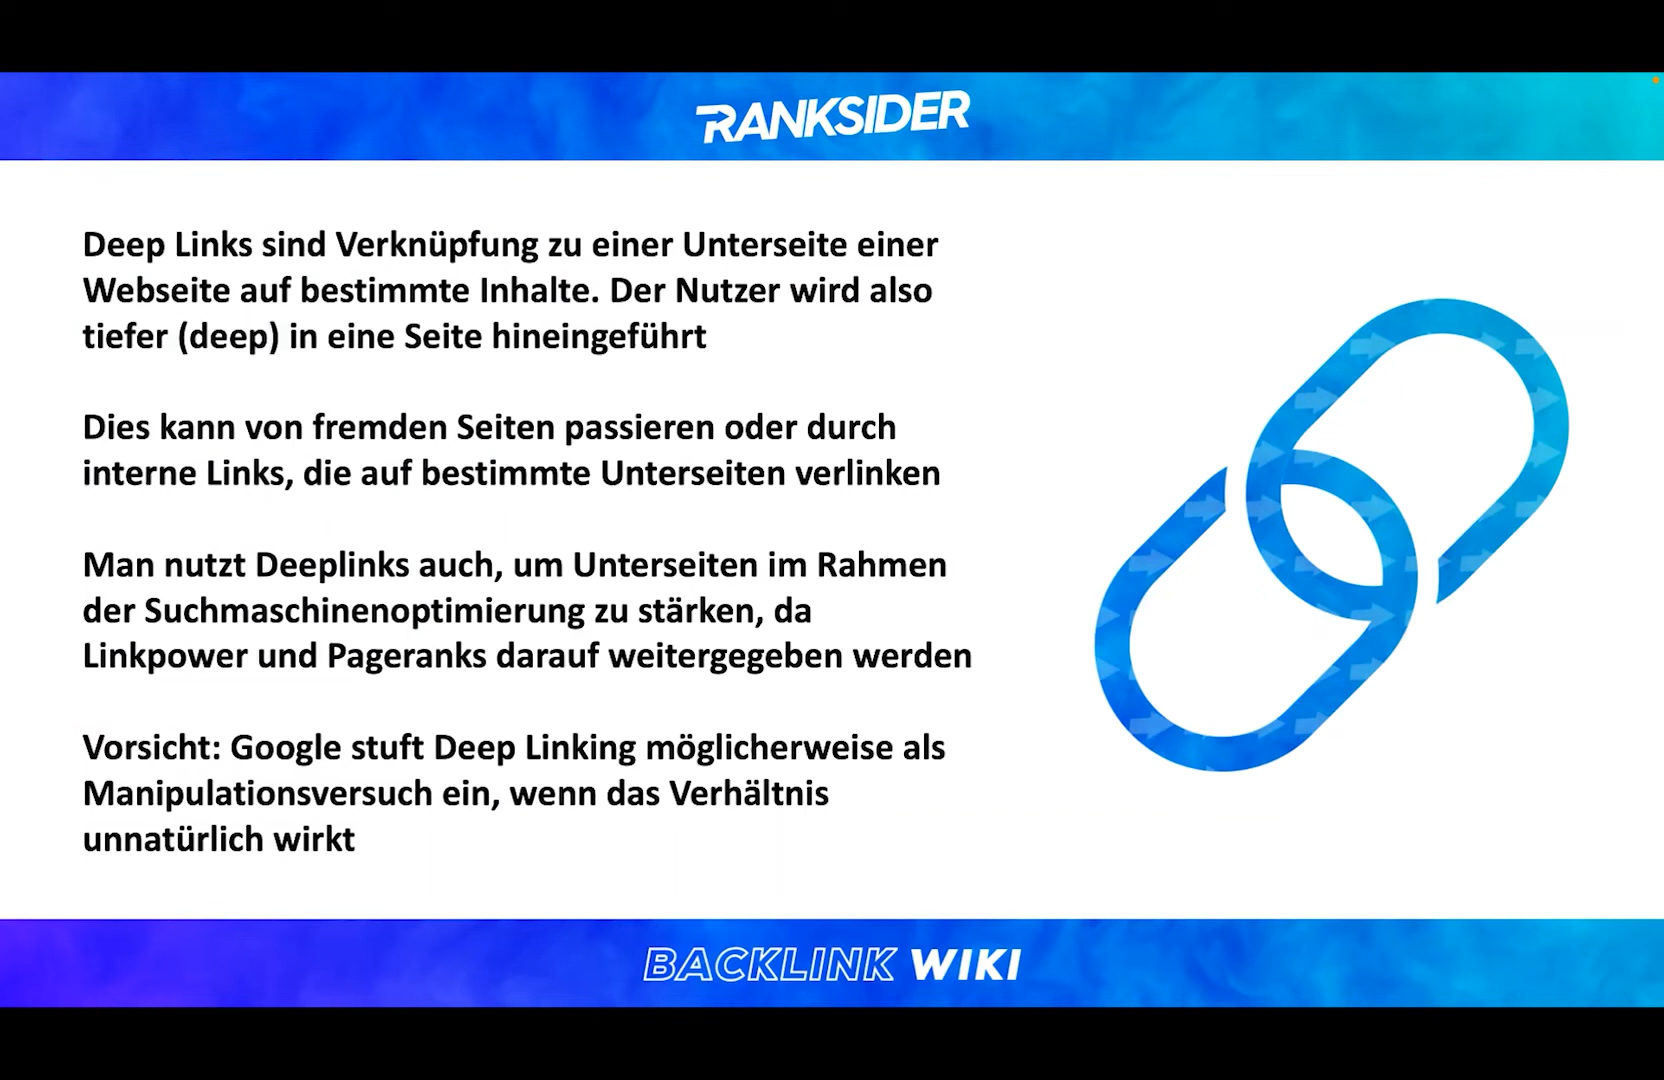 RANKSIDER
Deep Links sind Verknüpfung zu einer Unterseite einer
Webseite auf bestimmte Inhalte. Der Nutzer wird also
tiefer (deep) in eine Seite hineingeführt
Dies kann von fremden Seiten passieren oder durch
interne Links, die auf bestimmte Unterseiten verlinken
Man nutzt Deeplinks auch, um Unterseiten im Rahmen
der Suchmaschinenoptimierung zu stärken, da
Linkpower und Pageranks darauf weitergegeben werden
Vorsicht: Google stuft Deep Linking möglicherweise als
Manipulationsversuch ein, wenn das Verhältnis
unnatürlich wirkt
BACKLINK WIKI